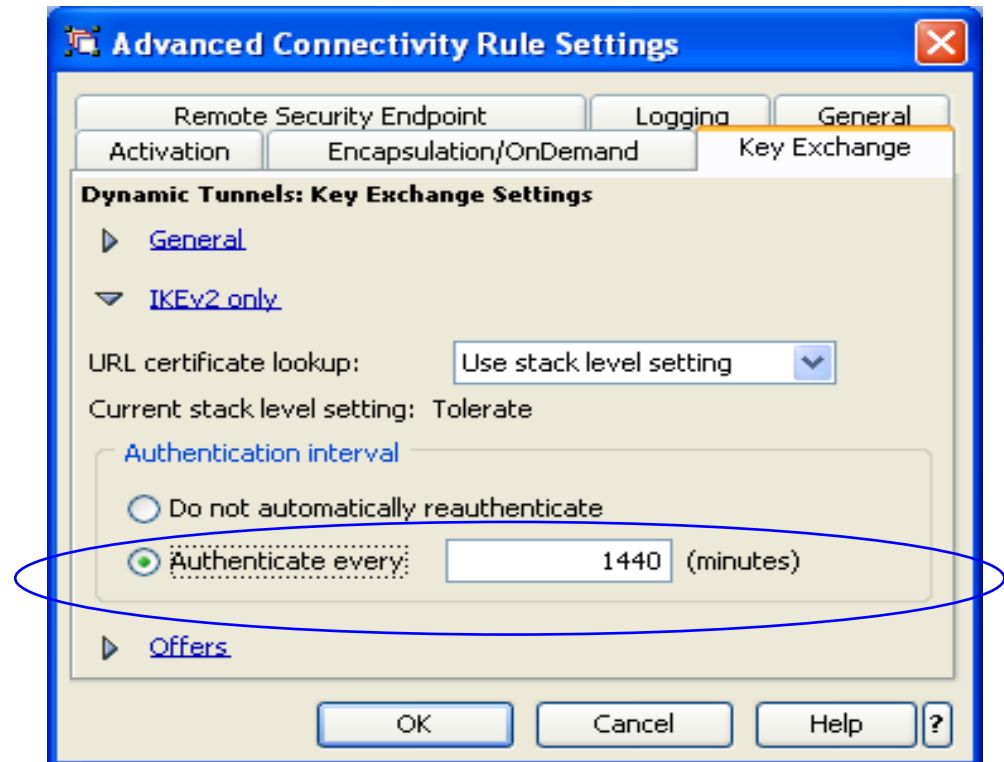 Advanced Connectivity Rule Settings
Remote Security Endpoint Logging General
Activation Encapsulation/OnDemand Key Exchange
Dynamic Tunnels: Key Exchange Settings
General
IKEv2 only
URL certificate lookup: Use stack level setting
Current stack level setting: Tolerate
Authentication interval
Do not automatically reauthenticate
Authenticate every 1440 (minutes)
Offers
OK Cancel Help ?